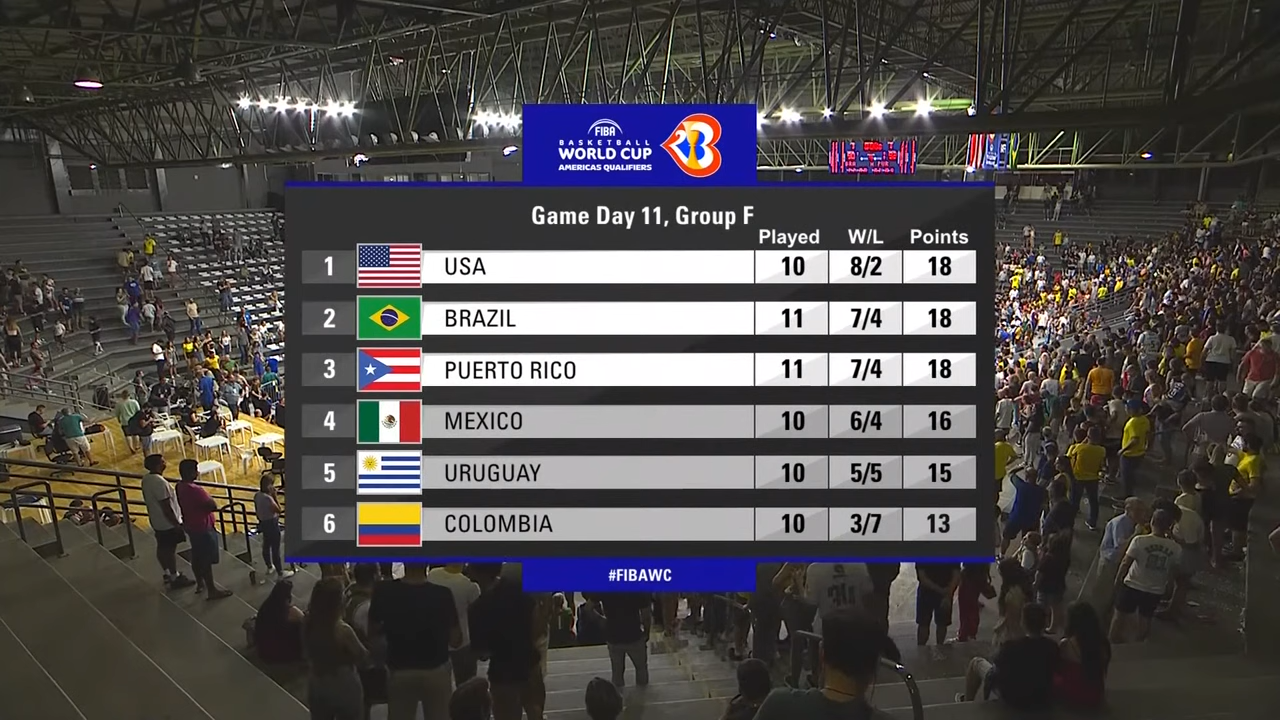 FIBA
BASKETBALL
WORLD CUP
AMERICAS QUALIFIERS
23
Game Day 11, Group F
Played W/L Points
1 USA 10 8/2 18
2 BRAZIL 11 7/4 18
3 PUERTO RICO 11 7/4 18
4 MEXICO 10 6/4 16
5 URUGUAY 10 5/5 15
6 COLOMBIA 10 3/7 13
#FIBAWC